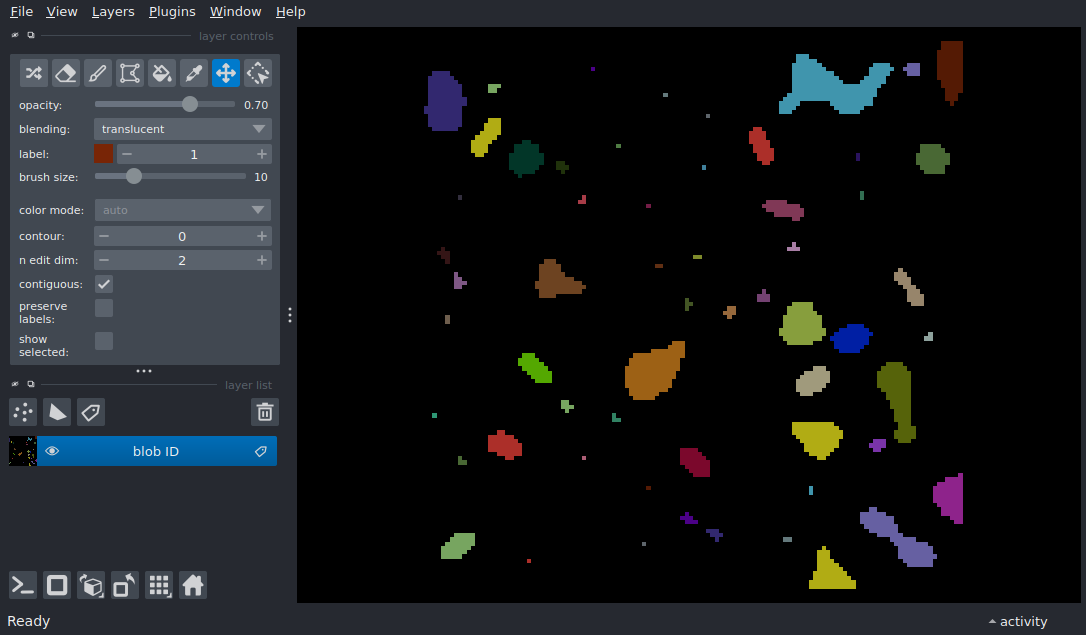 File View Layers Plugins Window Help
layer controls
opacity: 0.70
blending: translucent
label: 1
brush size: 10
color mode: auto
contour: 0
n edit dim: 2
contiguous:
preserve
labels:
show
selected:
layer list
blob ID
Ready
activity